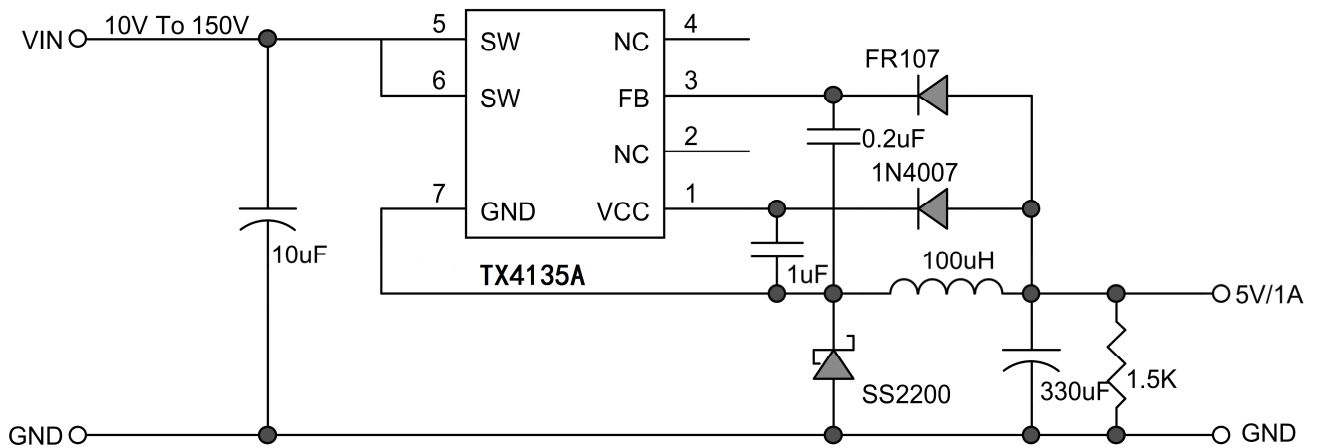 VIN
10V To 150V
5
SW
NC
4
6
SW
FB
3
FR107
0.2uF
NC
2
1N4007
7
GND
VCC
1
10uF
TX4135A
1uF
100uH
5V/1A
SS2200
330uF
1.5K
GND
GND